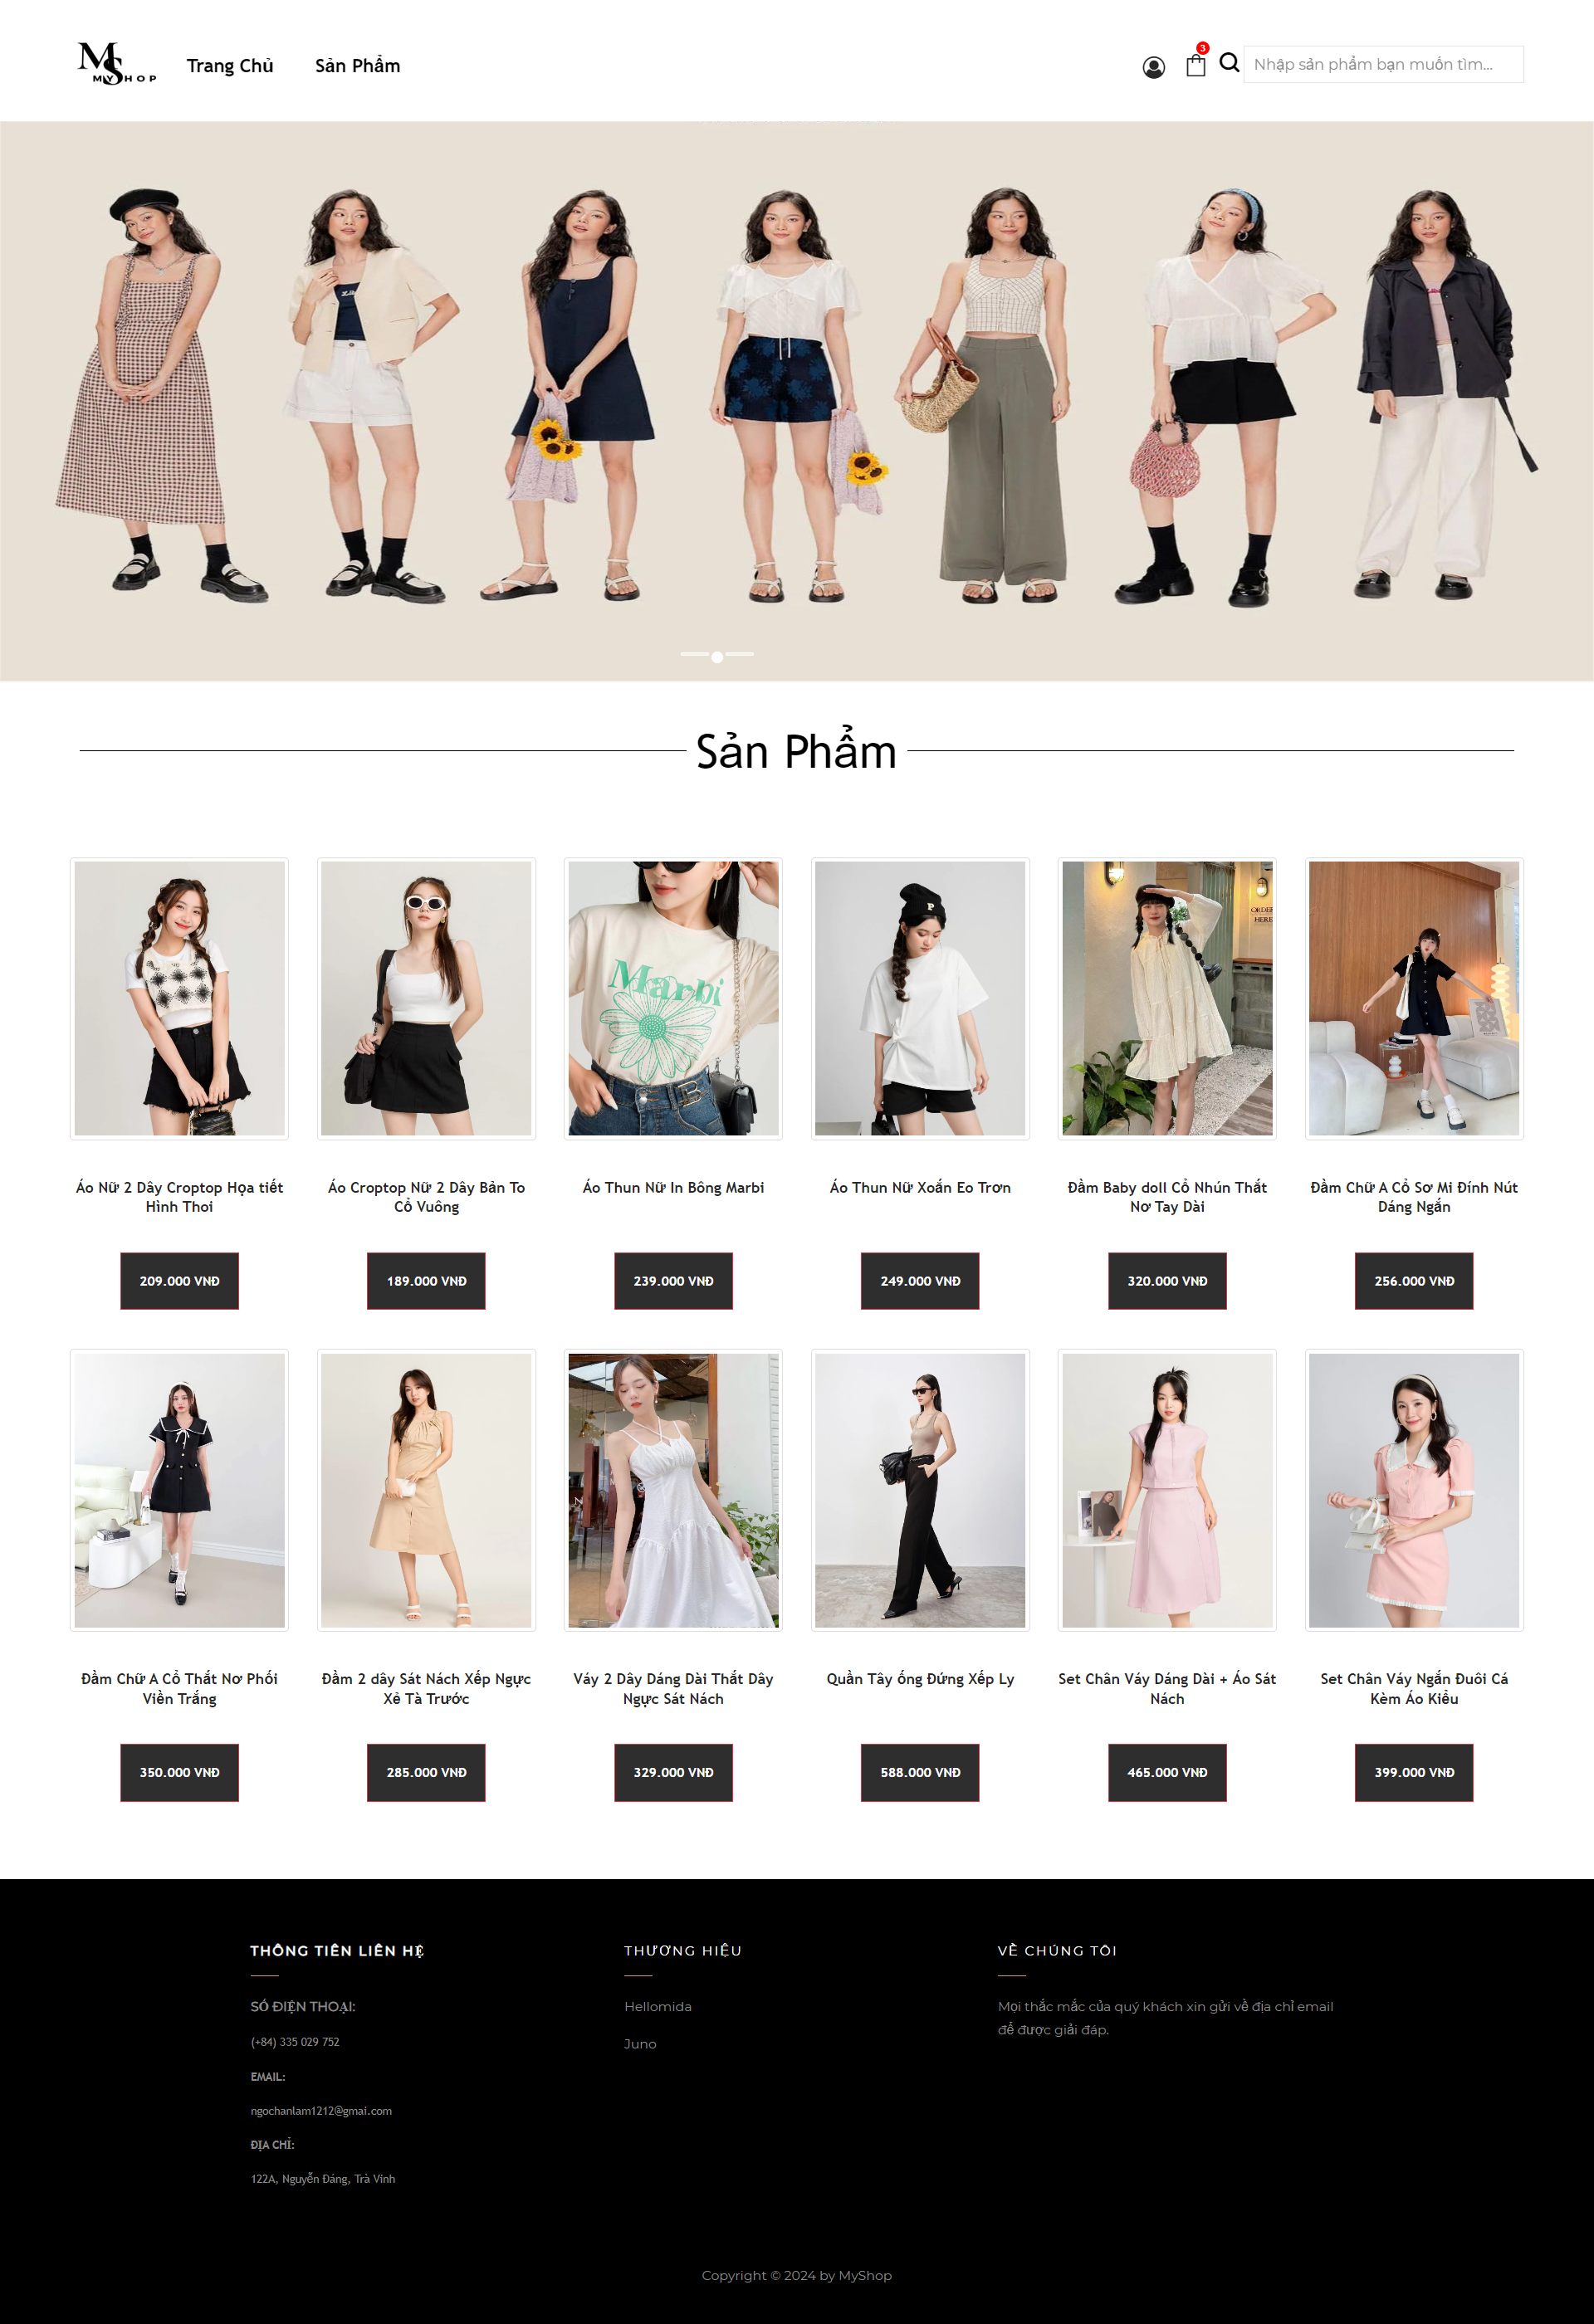 MS
MYSHOP
Trang Chủ
Sản Phẩm
3
Nhập sản phẩm bạn muốn tìm...
Sản Phẩm
Marbi
P
ORDER
HERE
Áo Nữ 2 Dây Croptop Họa tiết
Hình Thoi
Áo Croptop Nữ 2 Dây Bản To
Cổ Vuông
Áo Thun Nữ In Bông Marbi
Áo Thun Nữ Xoắn Eo Trơn
Đầm Baby doll Cổ Nhún Thắt
Nơ Tay Dài
Đầm Chữ A Cổ Sơ Mi Đính Nút
Dáng Ngắn
209.000 VNĐ
189.000 VNĐ
239.000 VNĐ
249.000 VNĐ
320.000 VNĐ
256.000 VNĐ
Đầm Chữ A Cổ Thắt Nơ Phối
Viền Trắng
Đầm 2 dây Sát Nách Xếp Ngực
Xẻ Tà Trước
Váy 2 Dây Dáng Dài Thắt Dây
Ngực Sát Nách
Quần Tây ống Đứng Xếp Ly
Set Chân Váy Dáng Dài + Áo Sát
Nách
Set Chân Váy Ngắn Đuôi Cá
Kèm Áo Kiểu
350.000 VNĐ
285.000 VNĐ
329.000 VNĐ
588.000 VNĐ
465.000 VNĐ
399.000 VNĐ
THÔNG TIÊN LIÊN HỆ
SỐ ĐIỆN THOẠI:
(+84) 335 029 752
EMAIL:
ngochanlam1212@gmai.com
ĐỊA CHỈ:
122A, Nguyễn Đáng, Trà Vinh
THƯƠNG HIỆU
Hellomida
Juno
VỀ CHÚNG TÔI
Mọi thắc mắc của quý khách xin gửi về địa chỉ email
để được giải đáp.
Copyright © 2024 by MyShop